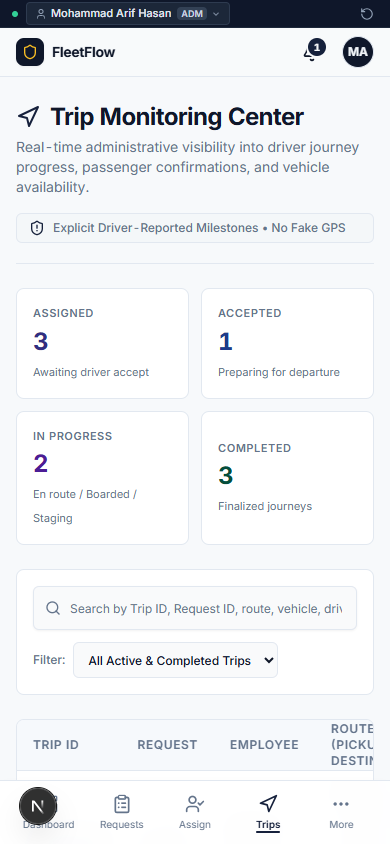 Mohammad Arif Hasan ADM
FleetFlow
1
MA
Trip Monitoring Center
Real-time administrative visibility into driver journey
progress, passenger confirmations, and vehicle
availability.
Explicit Driver-Reported Milestones • No Fake GPS
ASSIGNED
3
Awaiting driver accept
ACCEPTED
1
Preparing for departure
IN PROGRESS
2
En route / Boarded /
Staging
COMPLETED
3
Finalized journeys
Search by Trip ID, Request ID, route, vehicle, driv
Filter: All Active & Completed Trips
TRIP ID REQUEST EMPLOYEE ROUTE
(PICKU
DESTIN
N
Dashboard Requests Assign Trips More